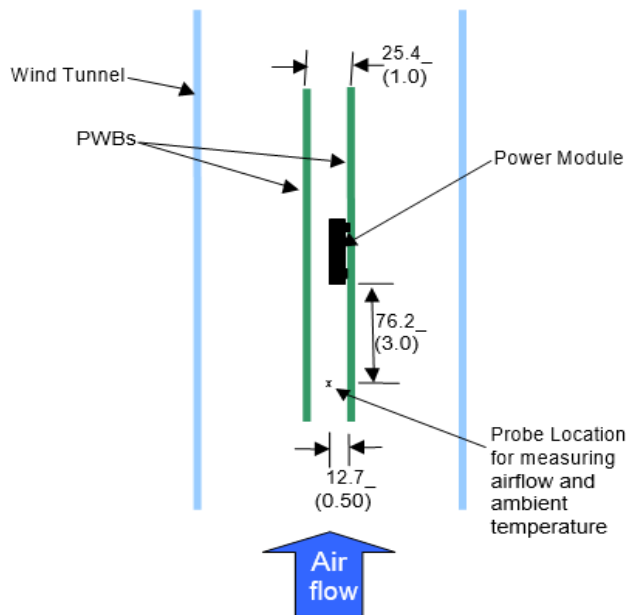 25.4_
(1.0)
Wind Tunnel
PWBs
Power Module
76.2_
(3.0)
x
Probe Location
for measuring
airflow and
ambient
temperature
12.7_
(0.50)
Air
flow